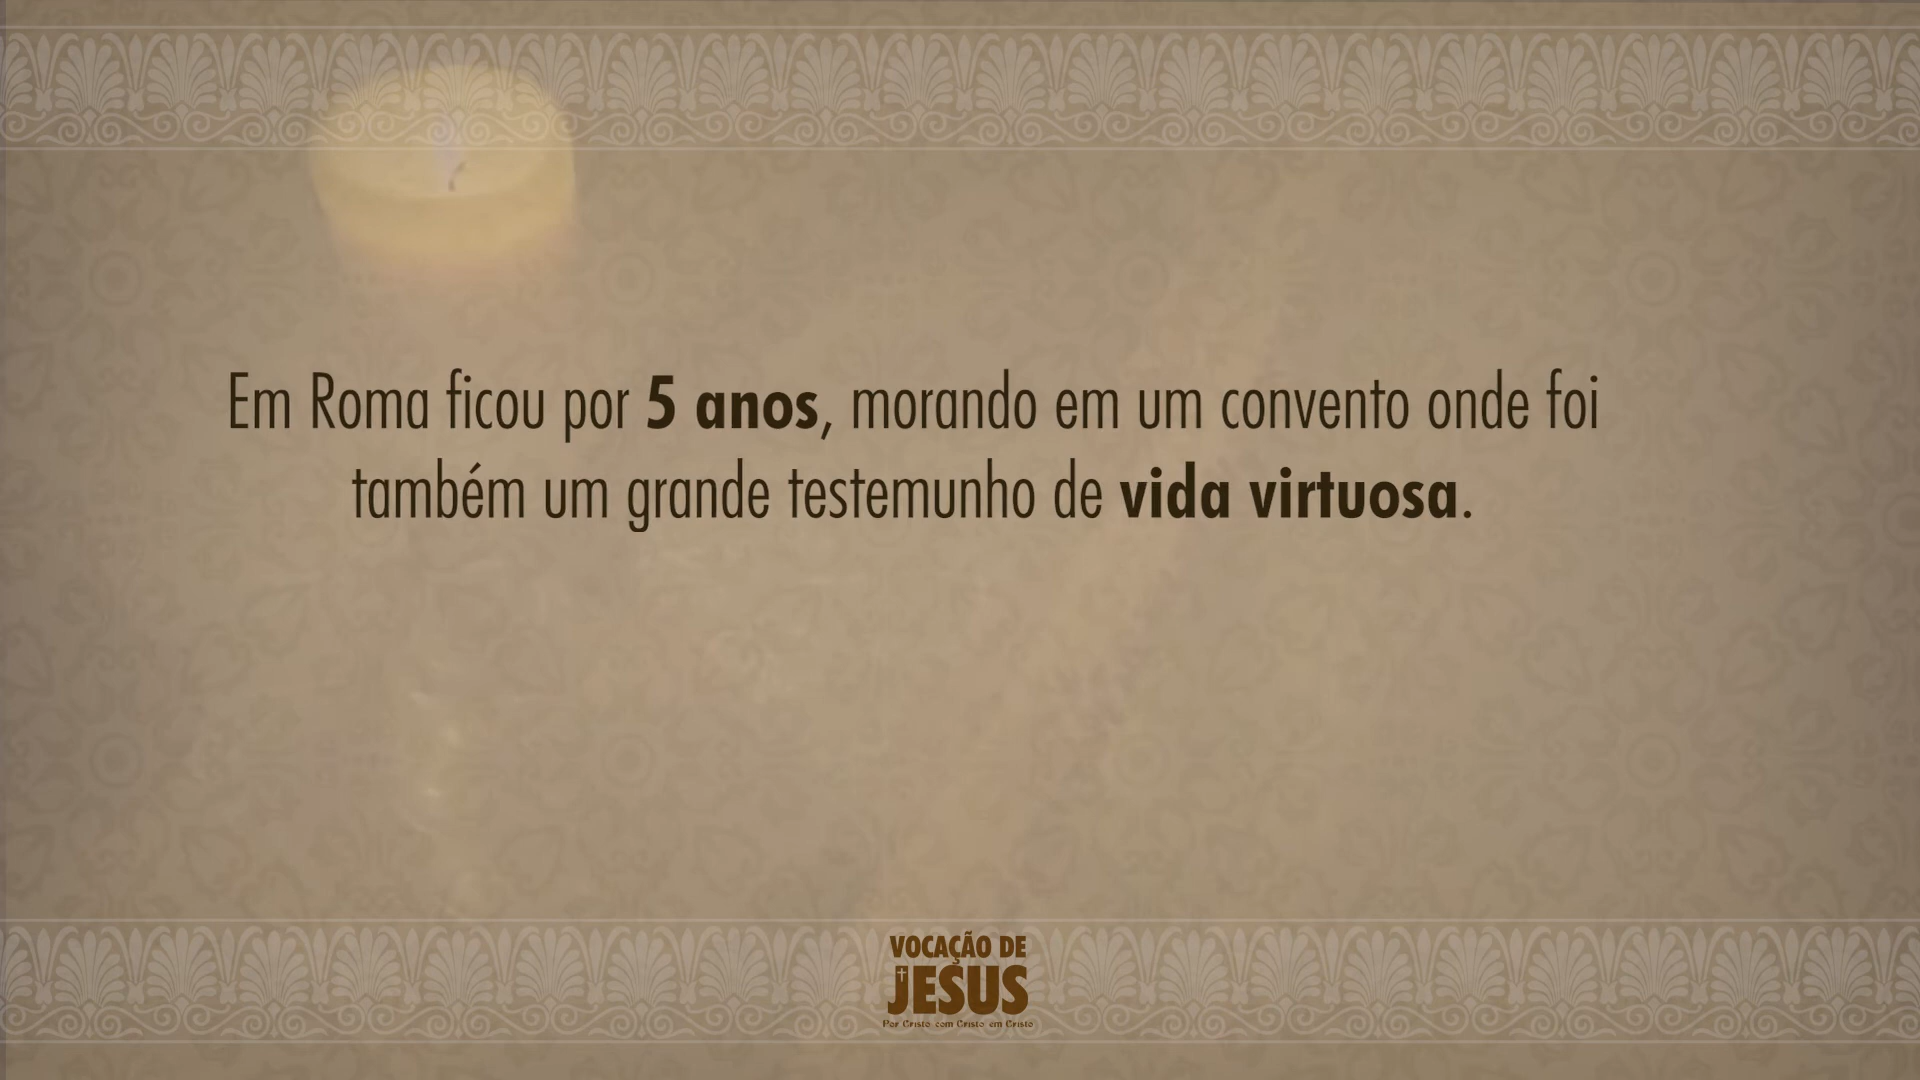 Em Roma ficou por 5 anos, morando em um convento onde foi
também um grande testemunho de vida virtuosa.
VOCAÇÃO DE
JESUS
Por Cristo com Cristo em Cristo